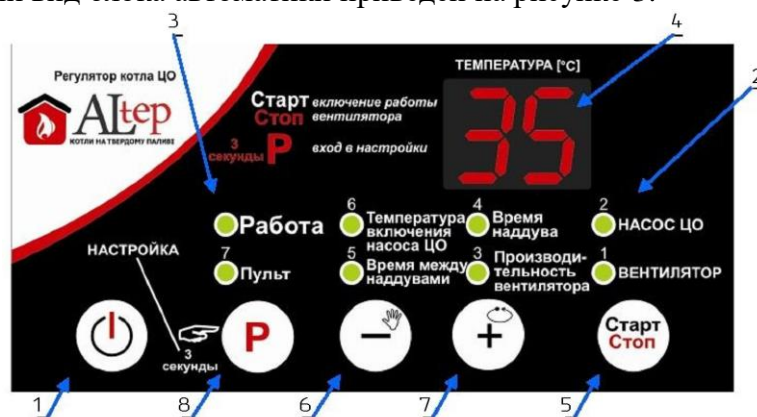 3
4
2
Регулятор котла ЦО
ALtep
КОТЛИ НА ТВЕРДОМУ ПАЛИВЕ
ТЕМПЕРАТУРА [°C]
35
Старт включение работы
Стоп вентилятора
3
секунды P вход в настройки
Работа
6
Температура
включения
насоса ЦО
4
Время
наддува
2
НАСОС ЦО
НАСТРОЙКА
7
Пульт
5
Время между
наддувами
3
Производи-
тельность
вентилятора
1
ВЕНТИЛЯТОР
3
секунды
P
−
+
Старт
Стоп
1
8
6
7
5